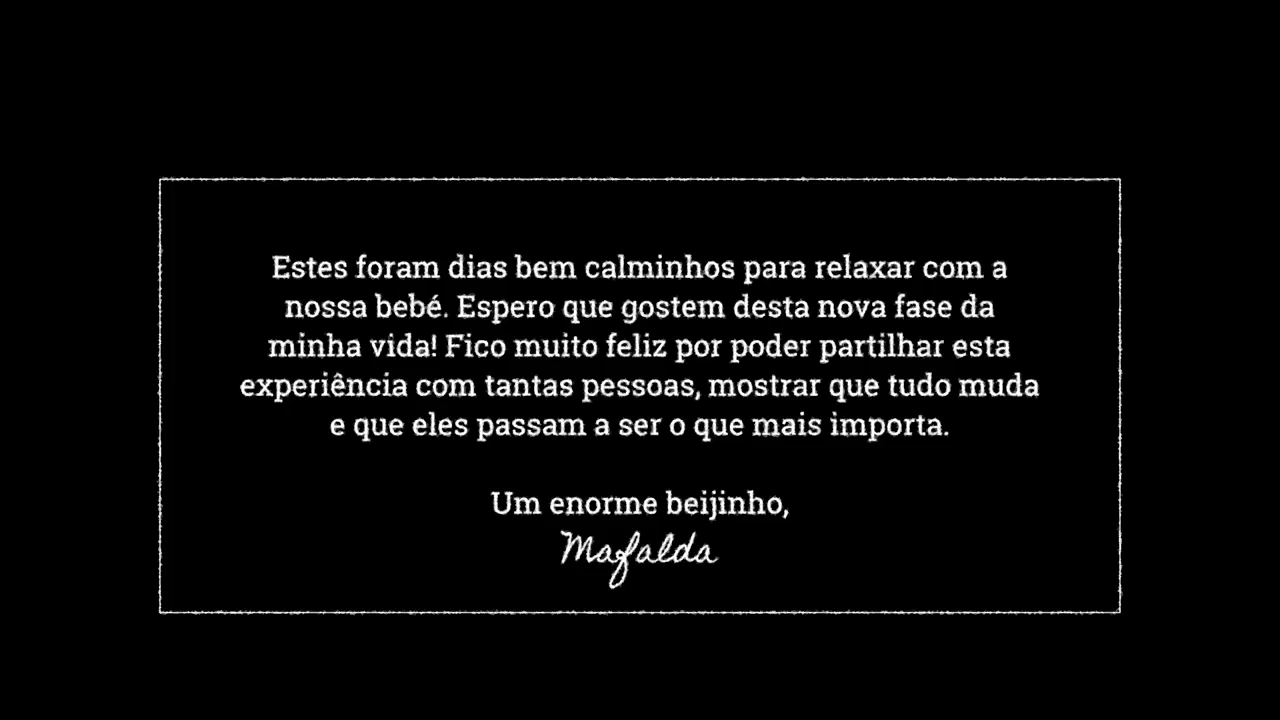 Estes foram dias bem calminhos para relaxar com a
nossa bebé. Espero que gostem desta nova fase da
minha vida! Fico muito feliz por poder partilhar esta
experiência com tantas pessoas, mostrar que tudo muda
e que eles passam a ser o que mais importa.
Um enorme beijinho,
Mafalda